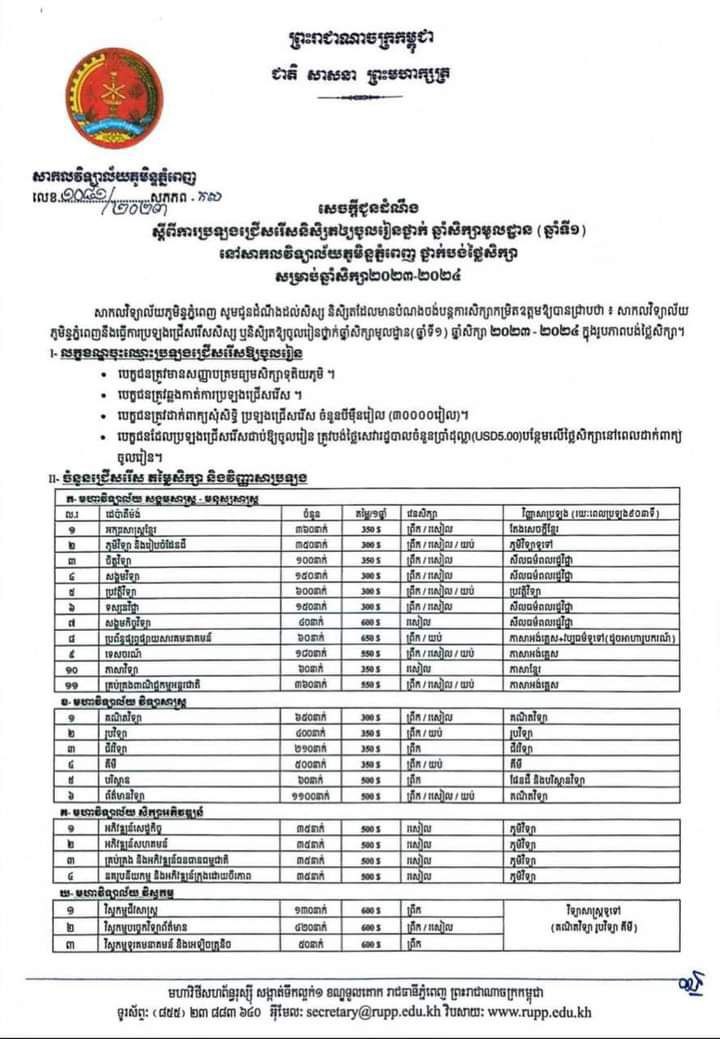 ព្រះរាជាណាចក្រកម្ពុជា
ជាតិ សាសនា ព្រះមហាក្សត្រ
សាកលវិទ្យាល័យភូមិន្ទភ្នំពេញ
លេខ.១០៨១/២០២៣ សកភព - កស
សេចក្តីជូនដំណឹង
ស្តីពីការប្រឡងជ្រើសរើសនិស្សិតឲ្យចូលរៀនថ្នាក់ ឆ្នាំសិក្សាមូលដ្ឋាន (ឆ្នាំទី១)
នៅសាកលវិទ្យាល័យភូមិន្ទភ្នំពេញ ថ្នាក់បង់ថ្លៃសិក្សា
សម្រាប់ឆ្នាំសិក្សា២០២៣-២០២៤
សាកលវិទ្យាល័យភូមិន្ទភ្នំពេញ សូមជូនដំណឹងដល់សិស្ស និស្សិតដែលមានបំណងចង់បន្តការសិក្សាកម្រិតឧត្តមឱ្យបានជ្រាបថា ៖ សាកលវិទ្យាល័យ
ភូមិន្ទភ្នំពេញនឹងធ្វើការប្រឡងជ្រើសរើសសិស្ស ឬនិស្សិតឱ្យចូលរៀនថ្នាក់ឆ្នាំសិក្សាមូលដ្ឋាន(ឆ្នាំទី១) ឆ្នាំសិក្សា ២០២៣ - ២០២៤ ក្នុងរូបភាពបង់ថ្លៃសិក្សា។
I- លក្ខខណ្ឌចុះឈ្មោះប្រឡងជ្រើសរើសឱ្យចូលរៀន
• បេក្ខជនត្រូវមានសញ្ញាបត្រមធ្យមសិក្សាទុតិយភូមិ ។
• បេក្ខជនត្រូវឆ្លងកាត់ការប្រឡងជ្រើសរើស ។
• បេក្ខជនត្រូវដាក់ពាក្យសុំសិទ្ធិ ប្រឡងជ្រើសរើស ចំនួនបីម៉ឺនរៀល (៣០០០០រៀល)។
• បេក្ខជនដែលប្រឡងជ្រើសរើសជាប់ឱ្យចូលរៀន ត្រូវបង់ថ្លៃសេវារដ្ឋបាលចំនួនប្រាំដុល្លា(USD5.00)បន្ថែមលើថ្លៃសិក្សានៅពេលដាក់ពាក្យ
ចូលរៀន។
II- ចំនួនជ្រើសរើស តម្លៃសិក្សា និងវិញ្ញាសាប្រឡង
ក- មហាវិទ្យាល័យ សង្គមសាស្ត្រ - មនុស្សសាស្ត្រ
ល.រ ដេប៉ាតឺម៉ង់ ចំនួន តម្លៃ/១ឆ្នាំ វេនសិក្សា វិញ្ញាសាប្រឡង (រយៈពេលប្រឡង៩០នាទី)
១ អក្សរសាស្ត្រខ្មែរ ៣៦០នាក់ 350 $ ព្រឹក / រសៀល តែងសេចក្តីខ្មែរ
២ ភូមិវិទ្យា និងរៀបចំដែនដី ៣៥០នាក់ 300 $ ព្រឹក / រសៀល / យប់ ភូមិវិទ្យាទូទៅ
៣ ចិត្តវិទ្យា ១០០នាក់ 350 $ ព្រឹក / រសៀល សីលធម៌ពលរដ្ឋវិជ្ជា
៤ សង្គមវិទ្យា ១៥០នាក់ 300 $ ព្រឹក / រសៀល សីលធម៌ពលរដ្ឋវិជ្ជា
៥ ប្រវត្តិវិទ្យា ៦០០នាក់ 300 $ ព្រឹក / រសៀល / យប់ ប្រវត្តិវិទ្យា
៦ ទស្សនវិជ្ជា ១៥០នាក់ 300 $ ព្រឹក / រសៀល សីលធម៌ពលរដ្ឋវិជ្ជា
៧ សង្គមកិច្ចវិទ្យា ៤០នាក់ 600 $ រសៀល សីលធម៌ពលរដ្ឋវិជ្ជា
៨ ប្រព័ន្ធផ្សព្វផ្សាយសារគមនាគមន៍ ៦០នាក់ 650 $ ព្រឹក / យប់ ភាសាអង់គ្លេស+វប្បធម៌ទូទៅ(ដូចអាហារូបករណ៍)
៩ ទេសចរណ៍ ១៨០នាក់ 550 $ ព្រឹក / រសៀល / យប់ ភាសាអង់គ្លេស
១០ ភាសាវិទ្យា ៦០នាក់ 350 $ រសៀល ភាសាខ្មែរ
១១ គ្រប់គ្រងពាណិជ្ជកម្មអន្តរជាតិ ៣៦០នាក់ 550 $ ព្រឹក / រសៀល / យប់ ភាសាអង់គ្លេស
ខ- មហាវិទ្យាល័យ វិទ្យាសាស្ត្រ
១ គណិតវិទ្យា ៦៥០នាក់ 300 $ ព្រឹក / រសៀល គណិតវិទ្យា
២ រូបវិទ្យា ៤០០នាក់ 300 $ ព្រឹក / យប់ រូបវិទ្យា
៣ ជីវវិទ្យា ២១០នាក់ 350 $ ព្រឹក ជីវវិទ្យា
៤ គីមី ៥០០នាក់ 350 $ ព្រឹក / យប់ គីមី
៥ បរិស្ថាន ៦០នាក់ 500 $ ព្រឹក ផែនដី និងបរិស្ថានវិទ្យា
៦ ព័ត៌មានវិទ្យា ១១០០នាក់ 500 $ ព្រឹក / រសៀល / យប់ គណិតវិទ្យា
គ- មហាវិទ្យាល័យ សិក្សាអភិវឌ្ឍន៍
១ អភិវឌ្ឍន៍សេដ្ឋកិច្ច ៣៥នាក់ 500 $ រសៀល ភូមិវិទ្យា
២ អភិវឌ្ឍន៍សហគមន៍ ៣៥នាក់ 500 $ រសៀល ភូមិវិទ្យា
៣ គ្រប់គ្រង និងអភិវឌ្ឍន៍ធនធានធម្មជាតិ ៣៥នាក់ 500 $ រសៀល ភូមិវិទ្យា
៤ នគរូបនីយកម្ម និងអភិវឌ្ឍន៍ក្រុងដោយចីរភាព ៣៥នាក់ 500 $ រសៀល ភូមិវិទ្យា
ឃ- មហាវិទ្យាល័យ វិស្វកម្ម
១ វិស្វកម្មជីវសាស្ត្រ ១៣០នាក់ 600 $ ព្រឹក វិទ្យាសាស្ត្រទូទៅ
២ វិស្វកម្មបច្ចេកវិទ្យាព័ត៌មាន ៤២០នាក់ 600 $ ព្រឹក / រសៀល (គណិតវិទ្យា រូបវិទ្យា គីមី)
៣ វិស្វកម្មទូរគមនាគមន៍ និងអេឡិចត្រូនិច ៥០នាក់ 600 $ ព្រឹក
មហាវិថីសហព័ន្ធរុស្ស៊ី សង្កាត់ទឹកល្អក់១ ខណ្ឌទួលគោក រាជធានីភ្នំពេញ ព្រះរាជាណាចក្រកម្ពុជា
ទូរស័ព្ទ: (៨៥៥) ២៣ ៨៨៣ ៦៤០ អ៊ីមែល: secretary@rupp.edu.kh វិបសាយ: www.rupp.edu.kh